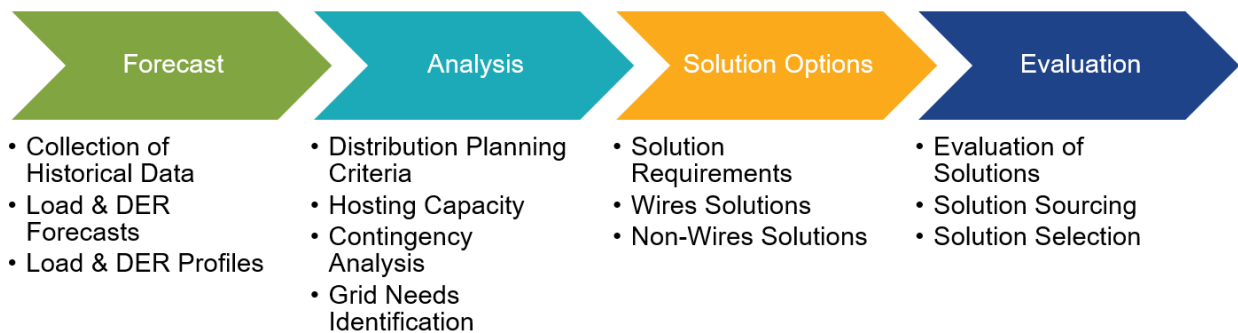 Forecast
Analysis
Solution Options
Evaluation
• Collection of
Historical Data
• Load & DER
Forecasts
• Load & DER Profiles
• Distribution Planning
Criteria
• Hosting Capacity
• Contingency
Analysis
• Grid Needs
Identification
• Solution
Requirements
• Wires Solutions
• Non-Wires Solutions
• Evaluation of
Solutions
• Solution Sourcing
• Solution Selection